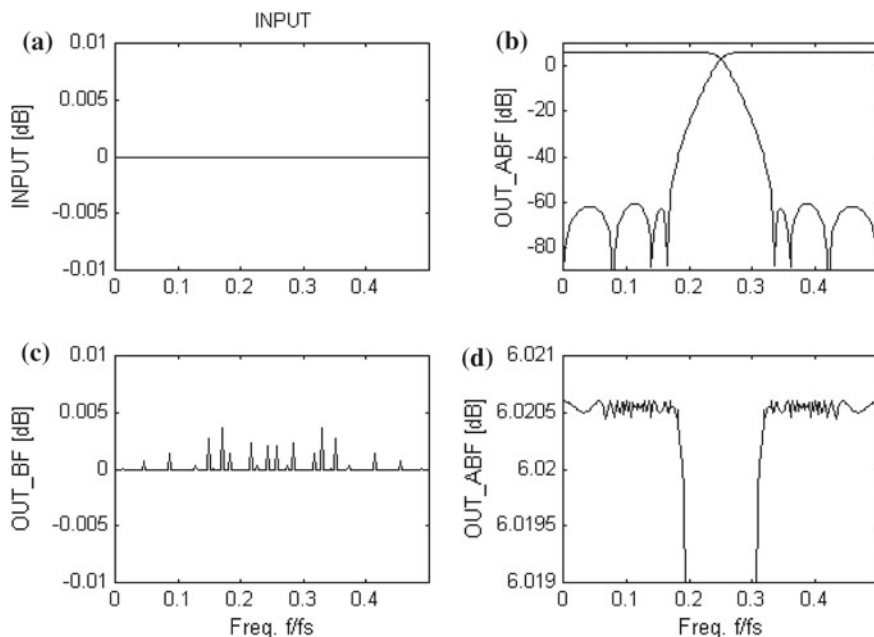 INPUT
(a)
0.01
0.005
0
-0.005
-0.01
INPUT [dB]
0 0.1 0.2 0.3 0.4
(b)
0
-20
-40
-60
-80
OUT_ABF [dB]
0 0.1 0.2 0.3 0.4
(c)
0.01
0.005
0
-0.005
-0.01
OUT_BF [dB]
0 0.1 0.2 0.3 0.4
Freq. f/fs
(d)
6.021
6.0205
6.02
6.0195
6.019
OUT_ABF [dB]
0 0.1 0.2 0.3 0.4
Freq. f/fs